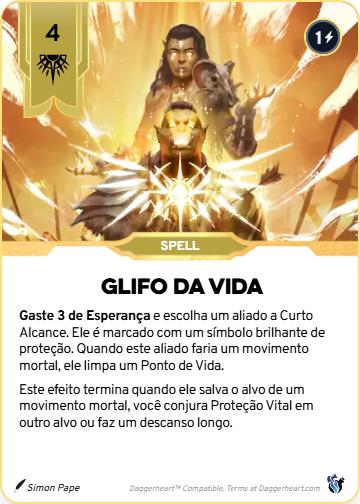 4
1
SPELL
GLIFO DA VIDA
Gaste 3 de Esperança e escolha um aliado a Curto
Alcance. Ele é marcado com um símbolo brilhante de
proteção. Quando este aliado faria um movimento
mortal, ele limpa um Ponto de Vida.
Este efeito termina quando ele salva o alvo de um
movimento mortal, você conjura Proteção Vital em
outro alvo ou faz um descanso longo.
Simon Pape
Daggerheart™ Compatible. Terms at Daggerheart.com